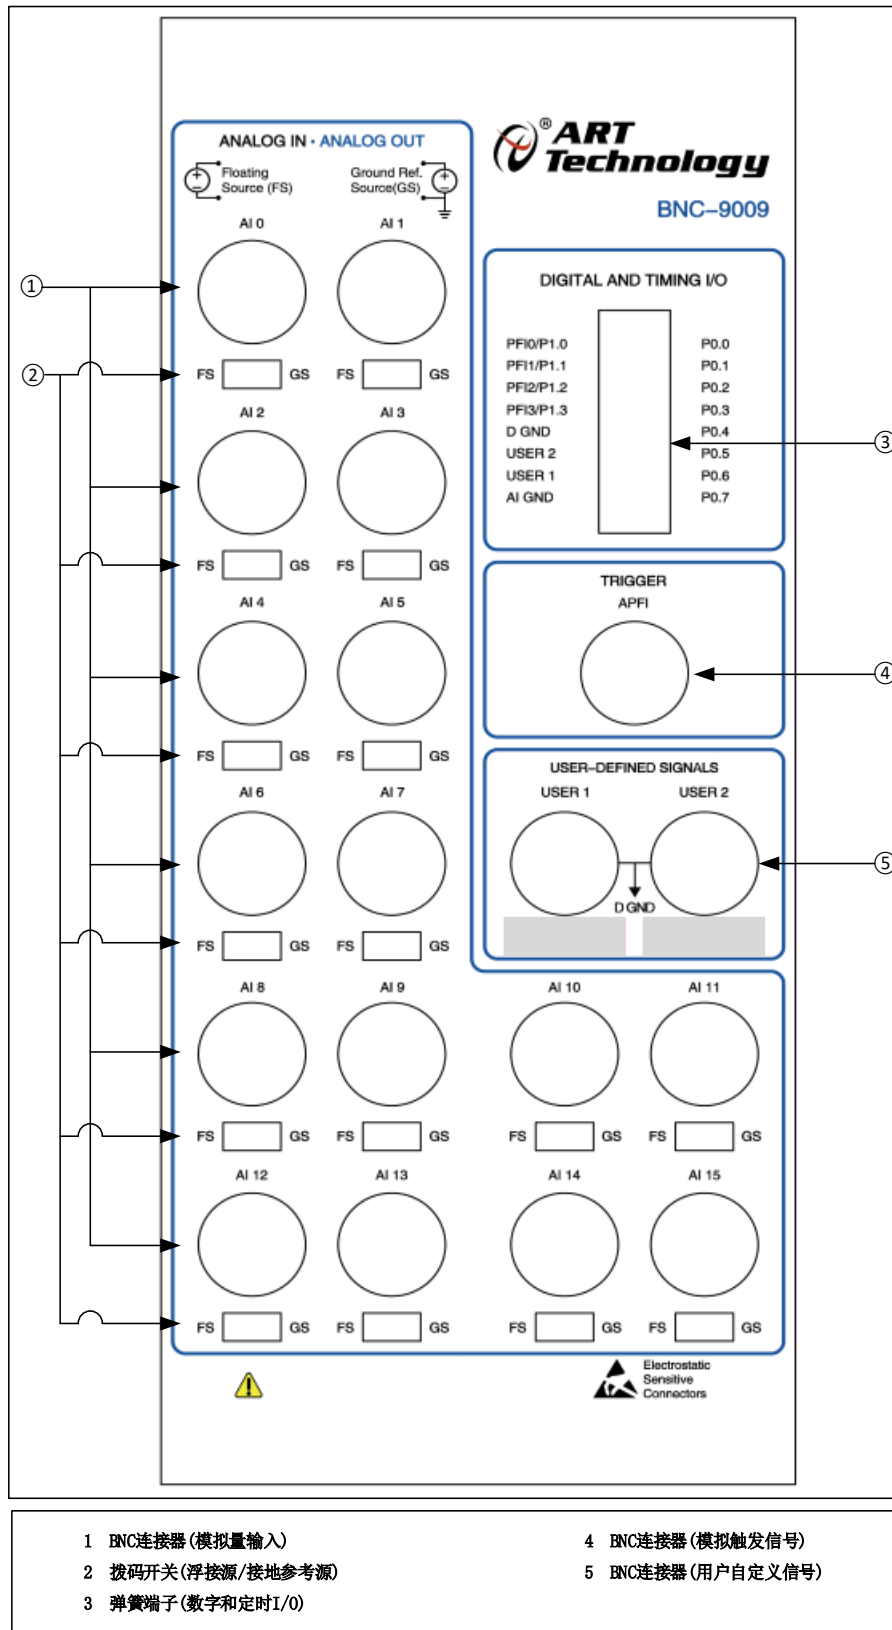 ® ART
Technology
BNC-9009
ANALOG IN · ANALOG OUT
Floating
Source (FS)
Ground Ref.
Source(GS)
AI 0 AI 1
①
② FS GS FS GS
AI 2 AI 3
FS GS FS GS
AI 4 AI 5
FS GS FS GS
AI 6 AI 7
FS GS FS GS
DIGITAL AND TIMING I/O
PFI0/P1.0 P0.0
PFI1/P1.1 P0.1
PFI2/P1.2 P0.2
PFI3/P1.3 P0.3
D GND P0.4
③
USER 2 P0.5
USER 1 P0.6
AI GND P0.7
TRIGGER
APFI
④
USER-DEFINED SIGNALS
USER 1 USER 2
⑤
D GND
AI 8 AI 9 AI 10 AI 11
FS GS FS GS FS GS FS GS
AI 12 AI 13 AI 14 AI 15
FS GS FS GS FS GS FS GS
Electrostatic
Sensitive
Connectors
1 BNC连接器(模拟量输入)
2 拨码开关(浮接源/接地参考源)
3 弹簧端子(数字和定时I/O)
4 BNC连接器(模拟触发信号)
5 BNC连接器(用户自定义信号)